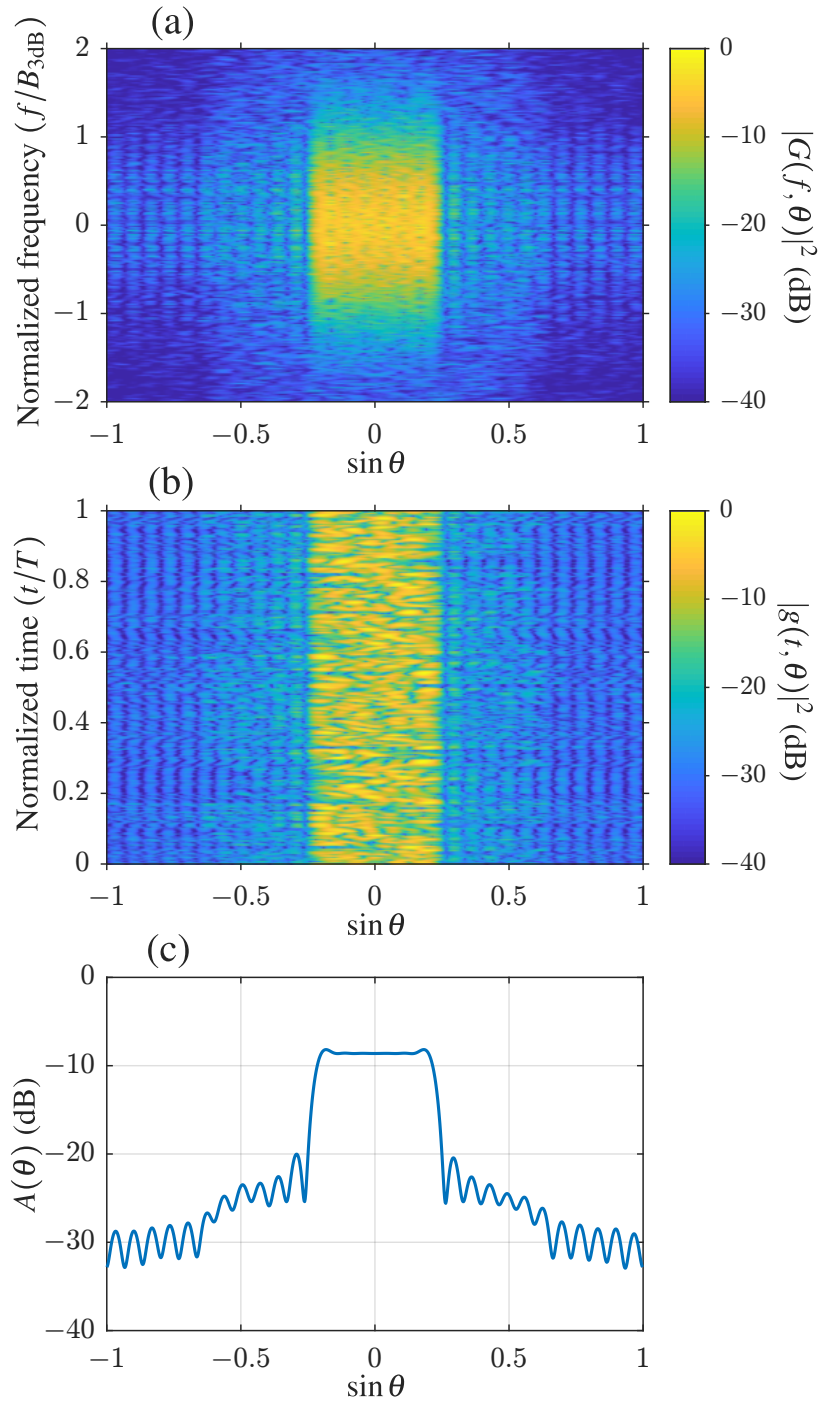 (a)
Normalized frequency (f/B3dB)
2
1
0
−1
−2
−1 −0.5 0 0.5 1
sin θ
0
−10
−20
−30
−40
|G(f,θ)|² (dB)
(b)
Normalized time (t/T)
1
0.8
0.6
0.4
0.2
0
−1 −0.5 0 0.5 1
sin θ
0
−10
−20
−30
−40
|g(t,θ)|² (dB)
(c)
A(θ) (dB)
0
−10
−20
−30
−40
−1 −0.5 0 0.5 1
sin θ